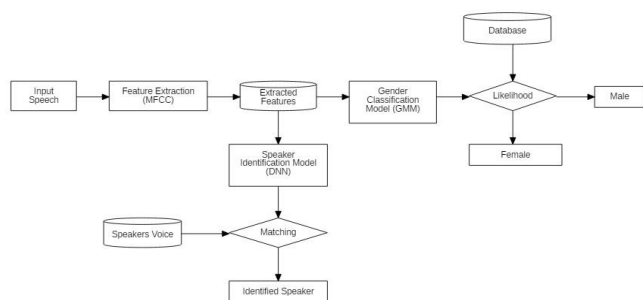 Database
Input
Speech
Feature Extraction
(MFCC)
Extracted
Features
Gender
Classification
Model (GMM)
Likelihood
Male
Female
Speaker
Identification Model
(DNN)
Speakers Voice
Matching
Identified Speaker